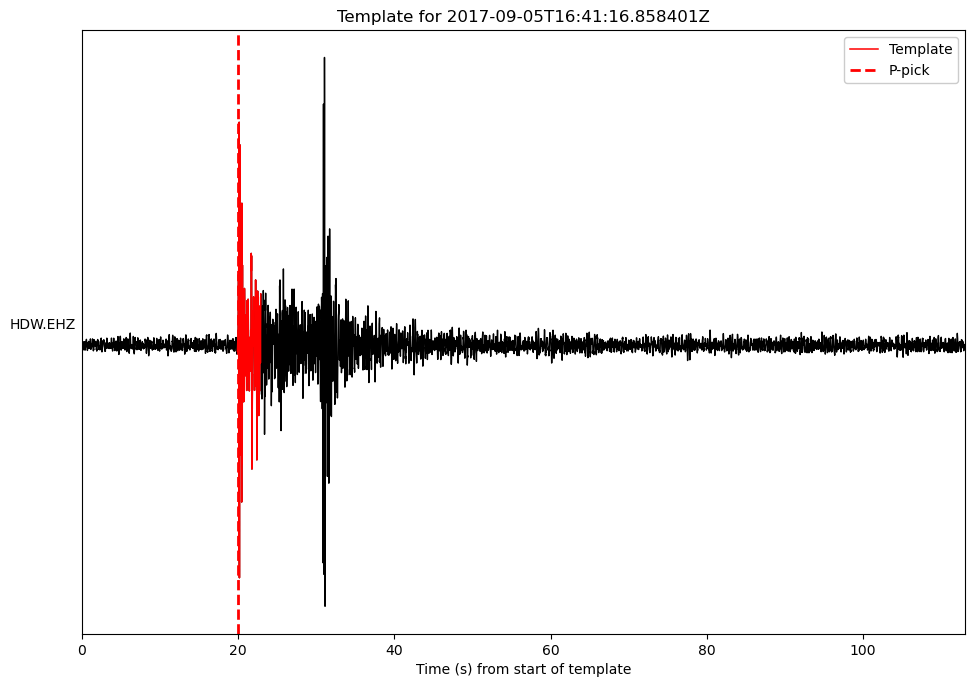 Template for 2017-09-05T16:41:16.858401Z
Template
P-pick
HDW.EHZ
0 20 40 60 80 100
Time (s) from start of template